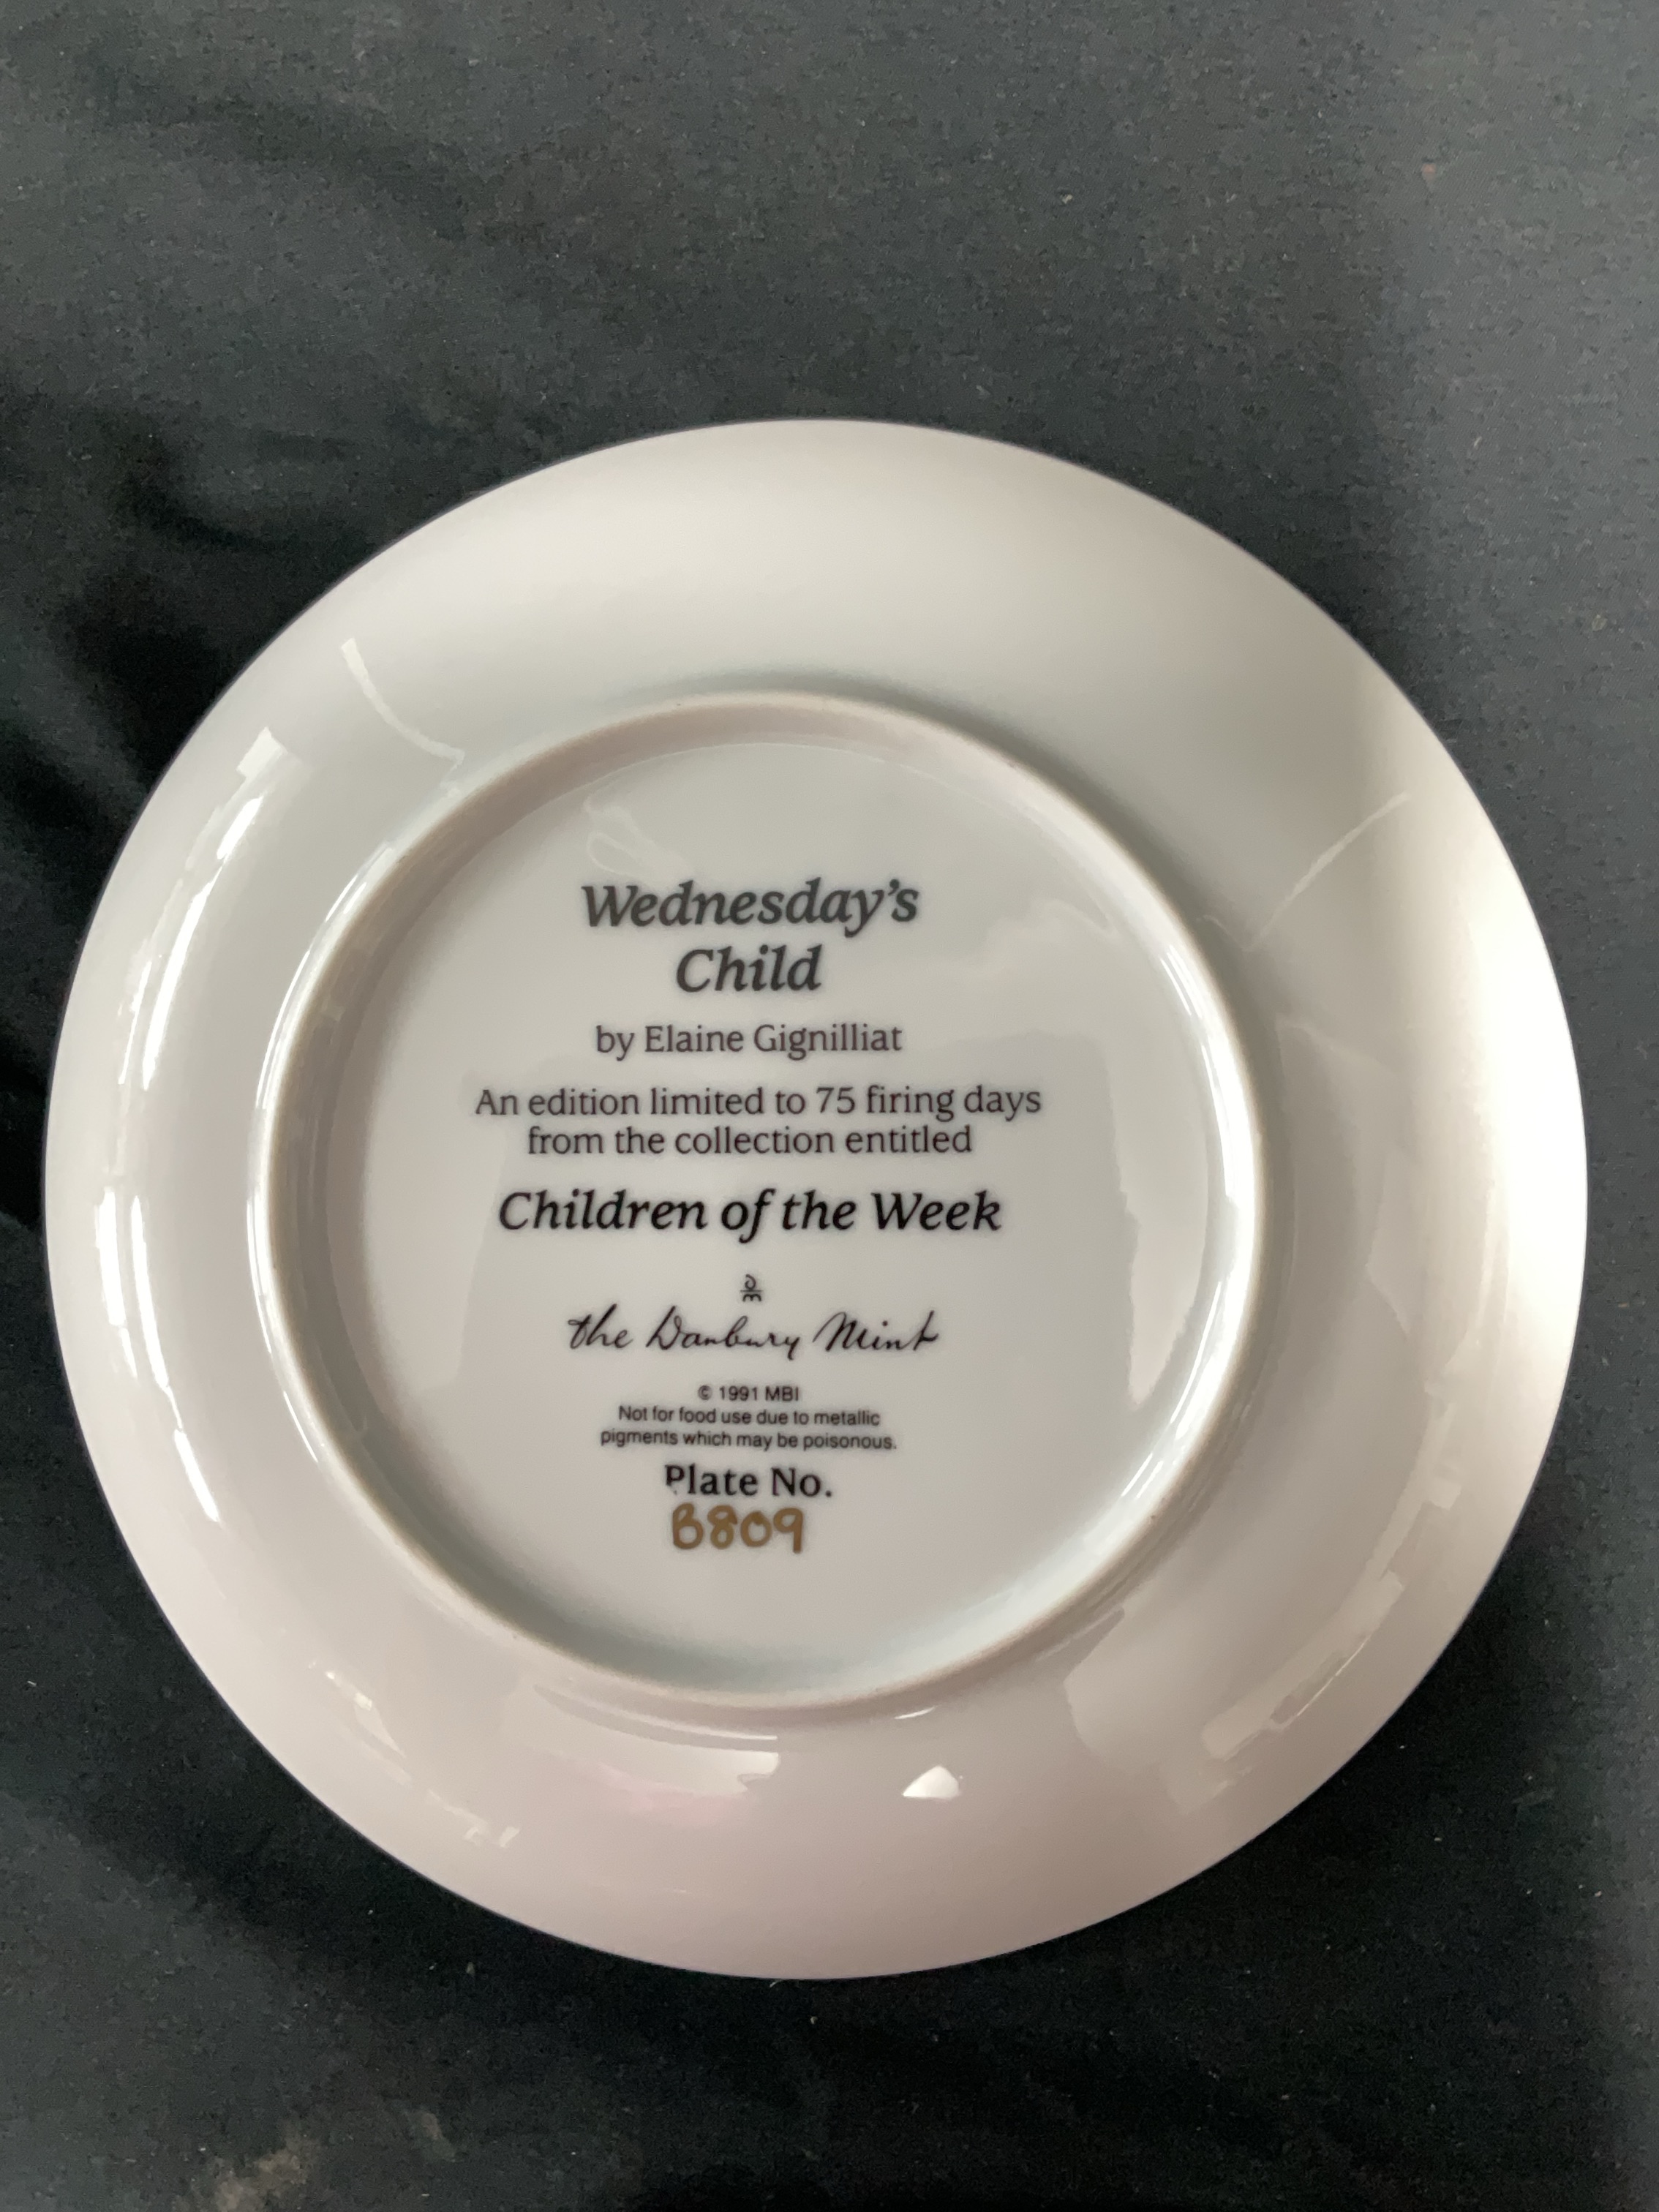 Wednesday's
Child
by Elaine Gignilliat
An edition limited to 75 firing days
from the collection entitled
Children of the Week
DM
the Danbury Mint
© 1991 MBI
Not for food use due to metallic
pigments which may be poisonous.
Plate No.
B809